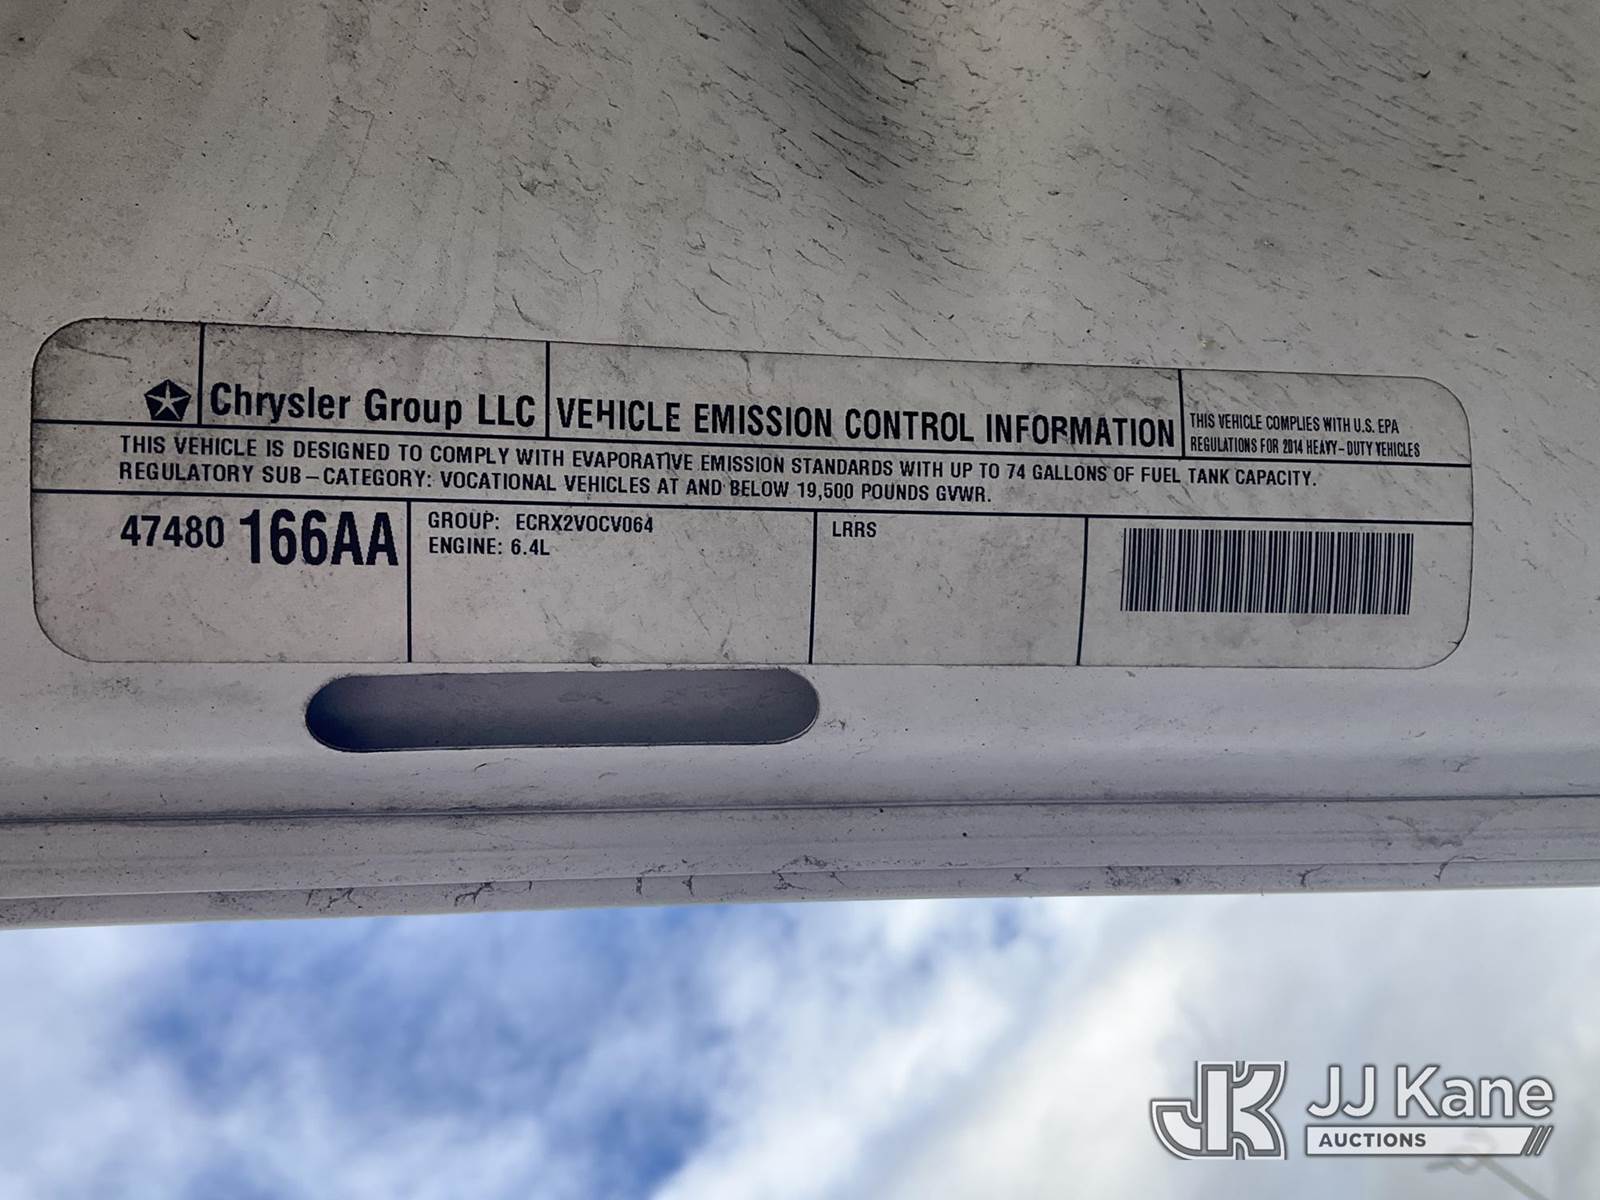 Chrysler Group LLC
VEHICLE EMISSION CONTROL INFORMATION
THIS VEHICLE COMPLIES WITH U.S. EPA
REGULATIONS FOR 2014 HEAVY-DUTY VEHICLES
THIS VEHICLE IS DESIGNED TO COMPLY WITH EVAPORATIVE EMISSION STANDARDS WITH UP TO 74 GALLONS OF FUEL TANK CAPACITY.
REGULATORY SUB-CATEGORY: VOCATIONAL VEHICLES AT AND BELOW 19,500 POUNDS GVWR.
47480 166AA
GROUP: ECRX2VOCV064
ENGINE: 6.4L
LRRS
JK JJ Kane
AUCTIONS